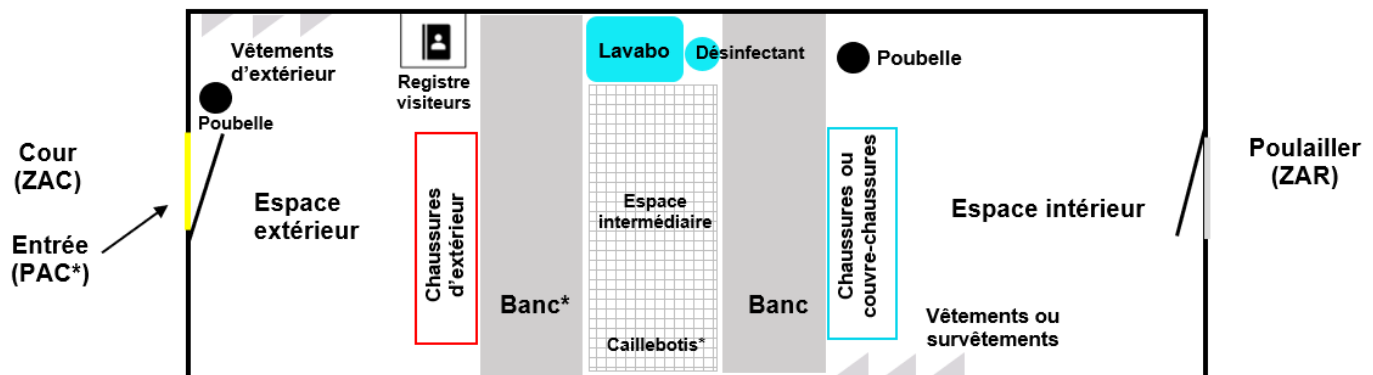 Cour
(ZAC)
Entrée
(PAC*)
Vêtements
d’extérieur
Poubelle
Espace
extérieur
Registre
visiteurs
Chaussures
d’extérieur
Banc*
Lavabo
Désinfectant
Espace
intermédiaire
Caillebotis*
Banc
Poubelle
Chaussures ou
couvre-chaussures
Espace intérieur
Vêtements ou
survêtements
Poulailler
(ZAR)